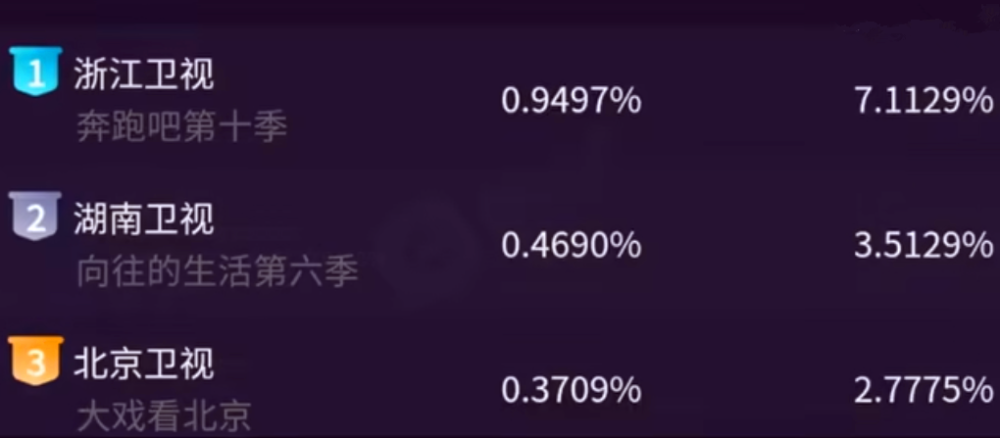 1 浙江卫视 0.9497% 7.1129%
奔跑吧第十季
2 湖南卫视 0.4690% 3.5129%
向往的生活第六季
3 北京卫视 0.3709% 2.7775%
大戏看北京